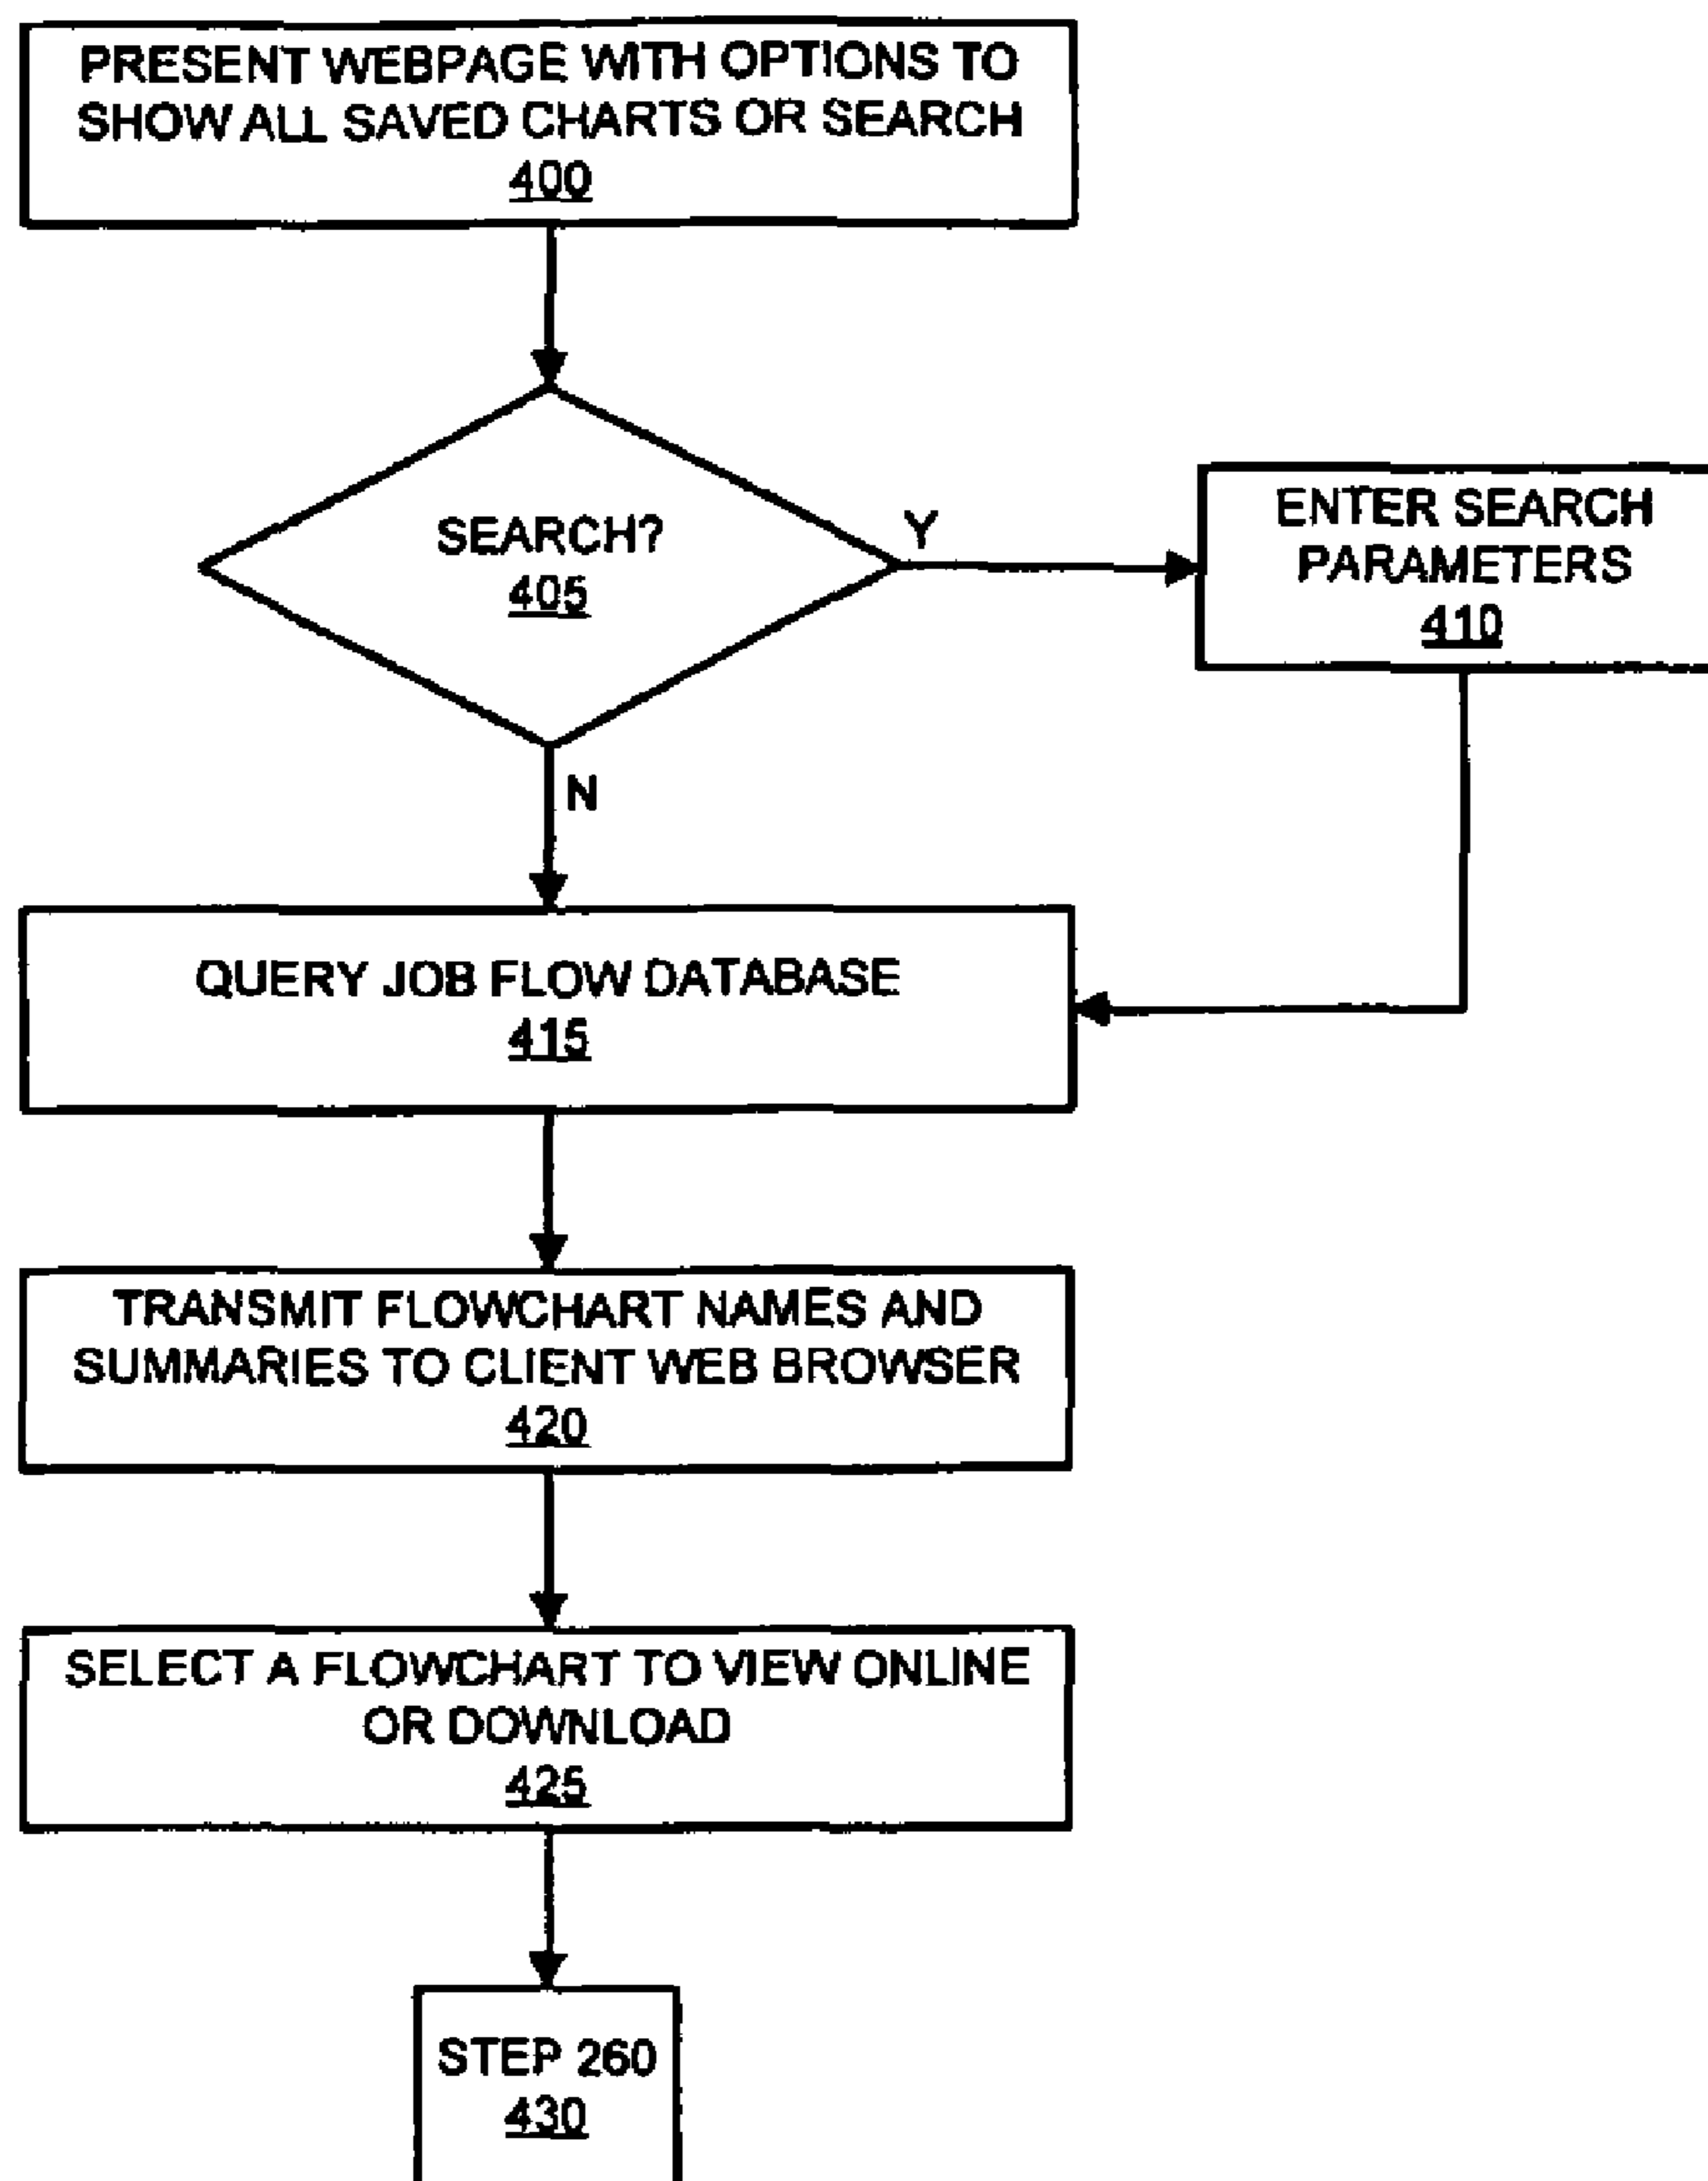 PRESENT WEBPAGE WITH OPTIONS TO
SHOW ALL SAVED CHARTS OR SEARCH
400
SEARCH?
405
Y
ENTER SEARCH
PARAMETERS
410
N
QUERY JOB FLOW DATABASE
415
TRANSMIT FLOWCHART NAMES AND
SUMMARIES TO CLIENT WEB BROWSER
420
SELECT A FLOWCHART TO VIEW ONLINE
OR DOWNLOAD
425
STEP 260
430